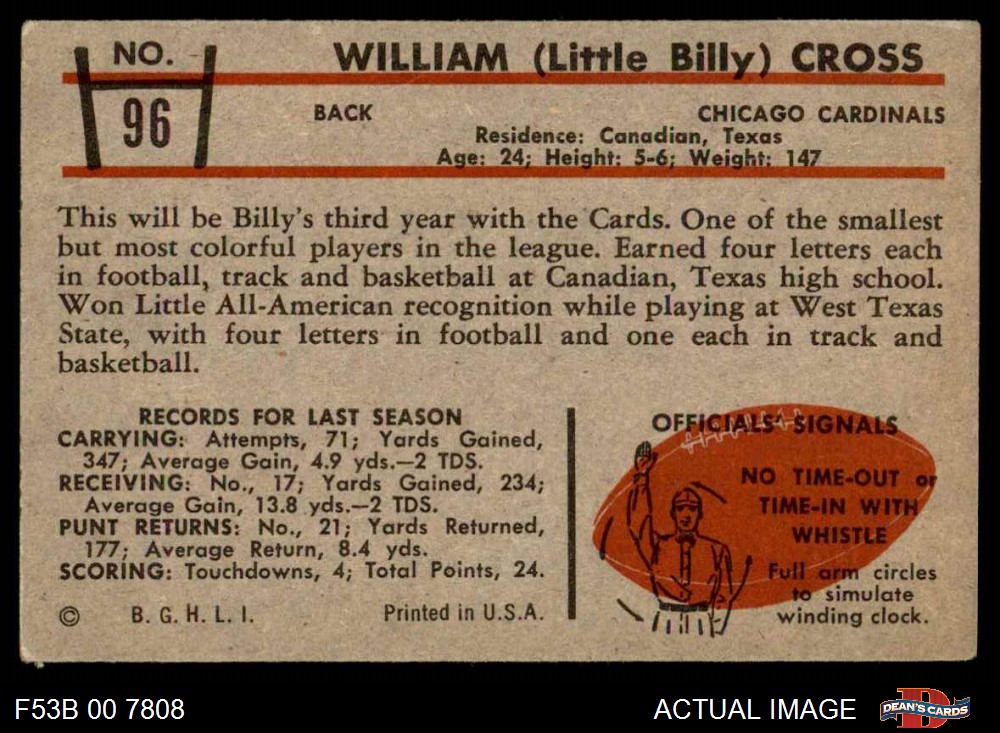 NO.
96
WILLIAM (Little Billy) CROSS
BACK
CHICAGO CARDINALS
Residence: Canadian, Texas
Age: 24; Height: 5-6; Weight: 147
This will be Billy's third year with the Cards. One of the smallest
but most colorful players in the league. Earned four letters each
in football, track and basketball at Canadian, Texas high school.
Won Little All-American recognition while playing at West Texas
State, with four letters in football and one each in track and
basketball.
RECORDS FOR LAST SEASON
CARRYING: Attempts, 71; Yards Gained,
347; Average Gain, 4.9 yds.—2 TDS.
RECEIVING: No., 17; Yards Gained, 234;
Average Gain, 13.8 yds.—2 TDS.
PUNT RETURNS: No., 21; Yards Returned,
177; Average Return, 8.4 yds.
SCORING: Touchdowns, 4; Total Points, 24.
© B. G. H. L. I. Printed in U.S.A.
OFFICIALS' SIGNALS
NO TIME-OUT or
TIME-IN WITH
WHISTLE
Full arm circles
to simulate
winding clock.
F53B 00 7808
ACTUAL IMAGE
DEAN'S CARDS